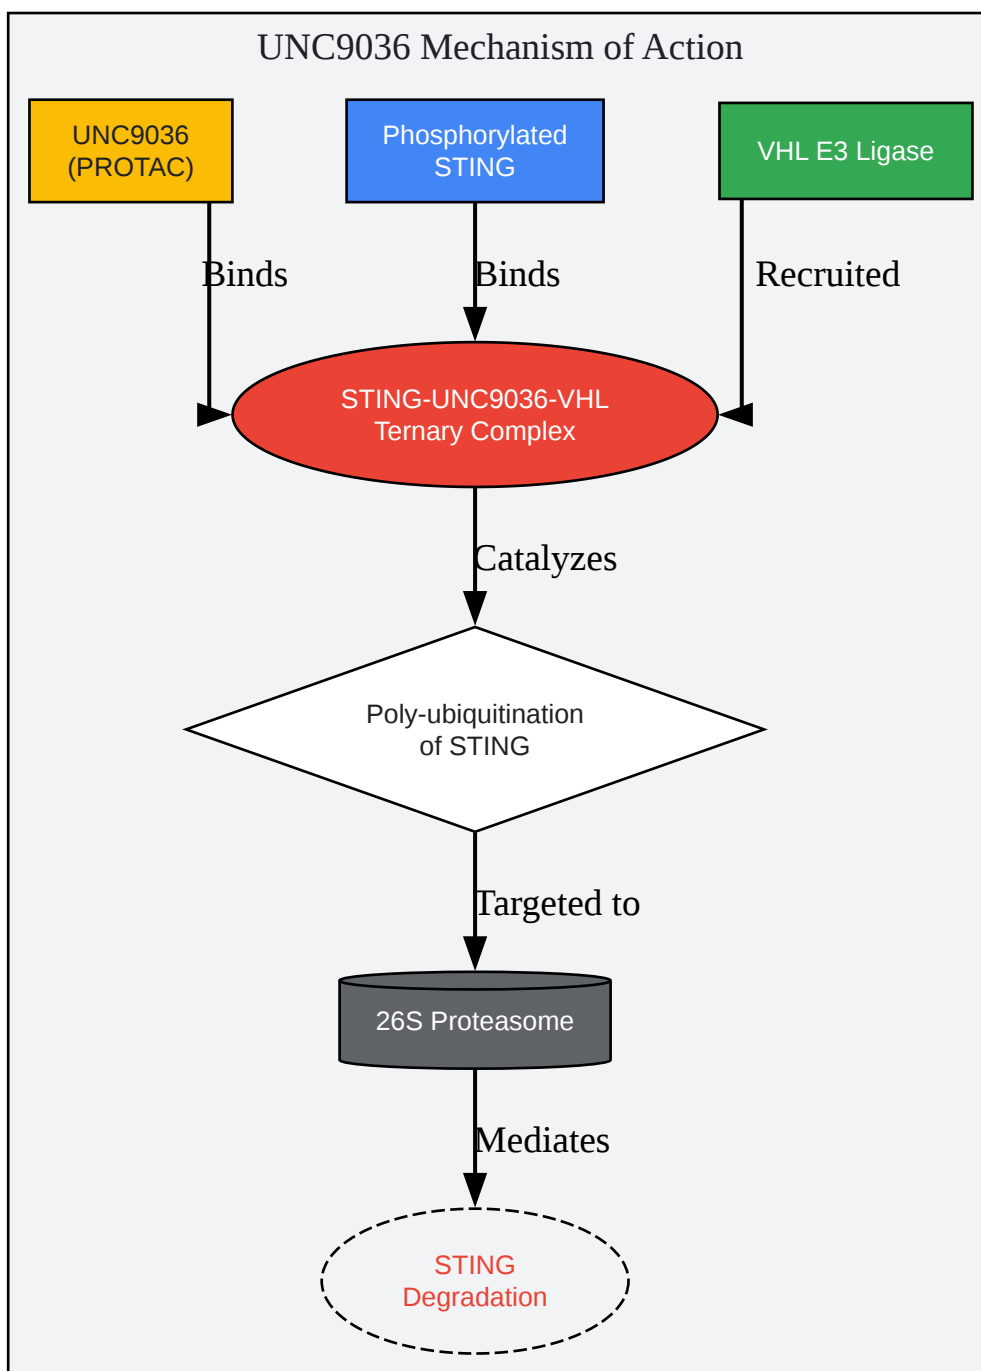 UNC9036 Mechanism of Action
UNC9036
(PROTAC)
Phosphorylated
STING
VHL E3 Ligase
Binds
Binds
Recruited
STING-UNC9036-VHL
Ternary Complex
Catalyzes
Poly-ubiquitination
of STING
Targeted to
26S Proteasome
Mediates
STING
Degradation